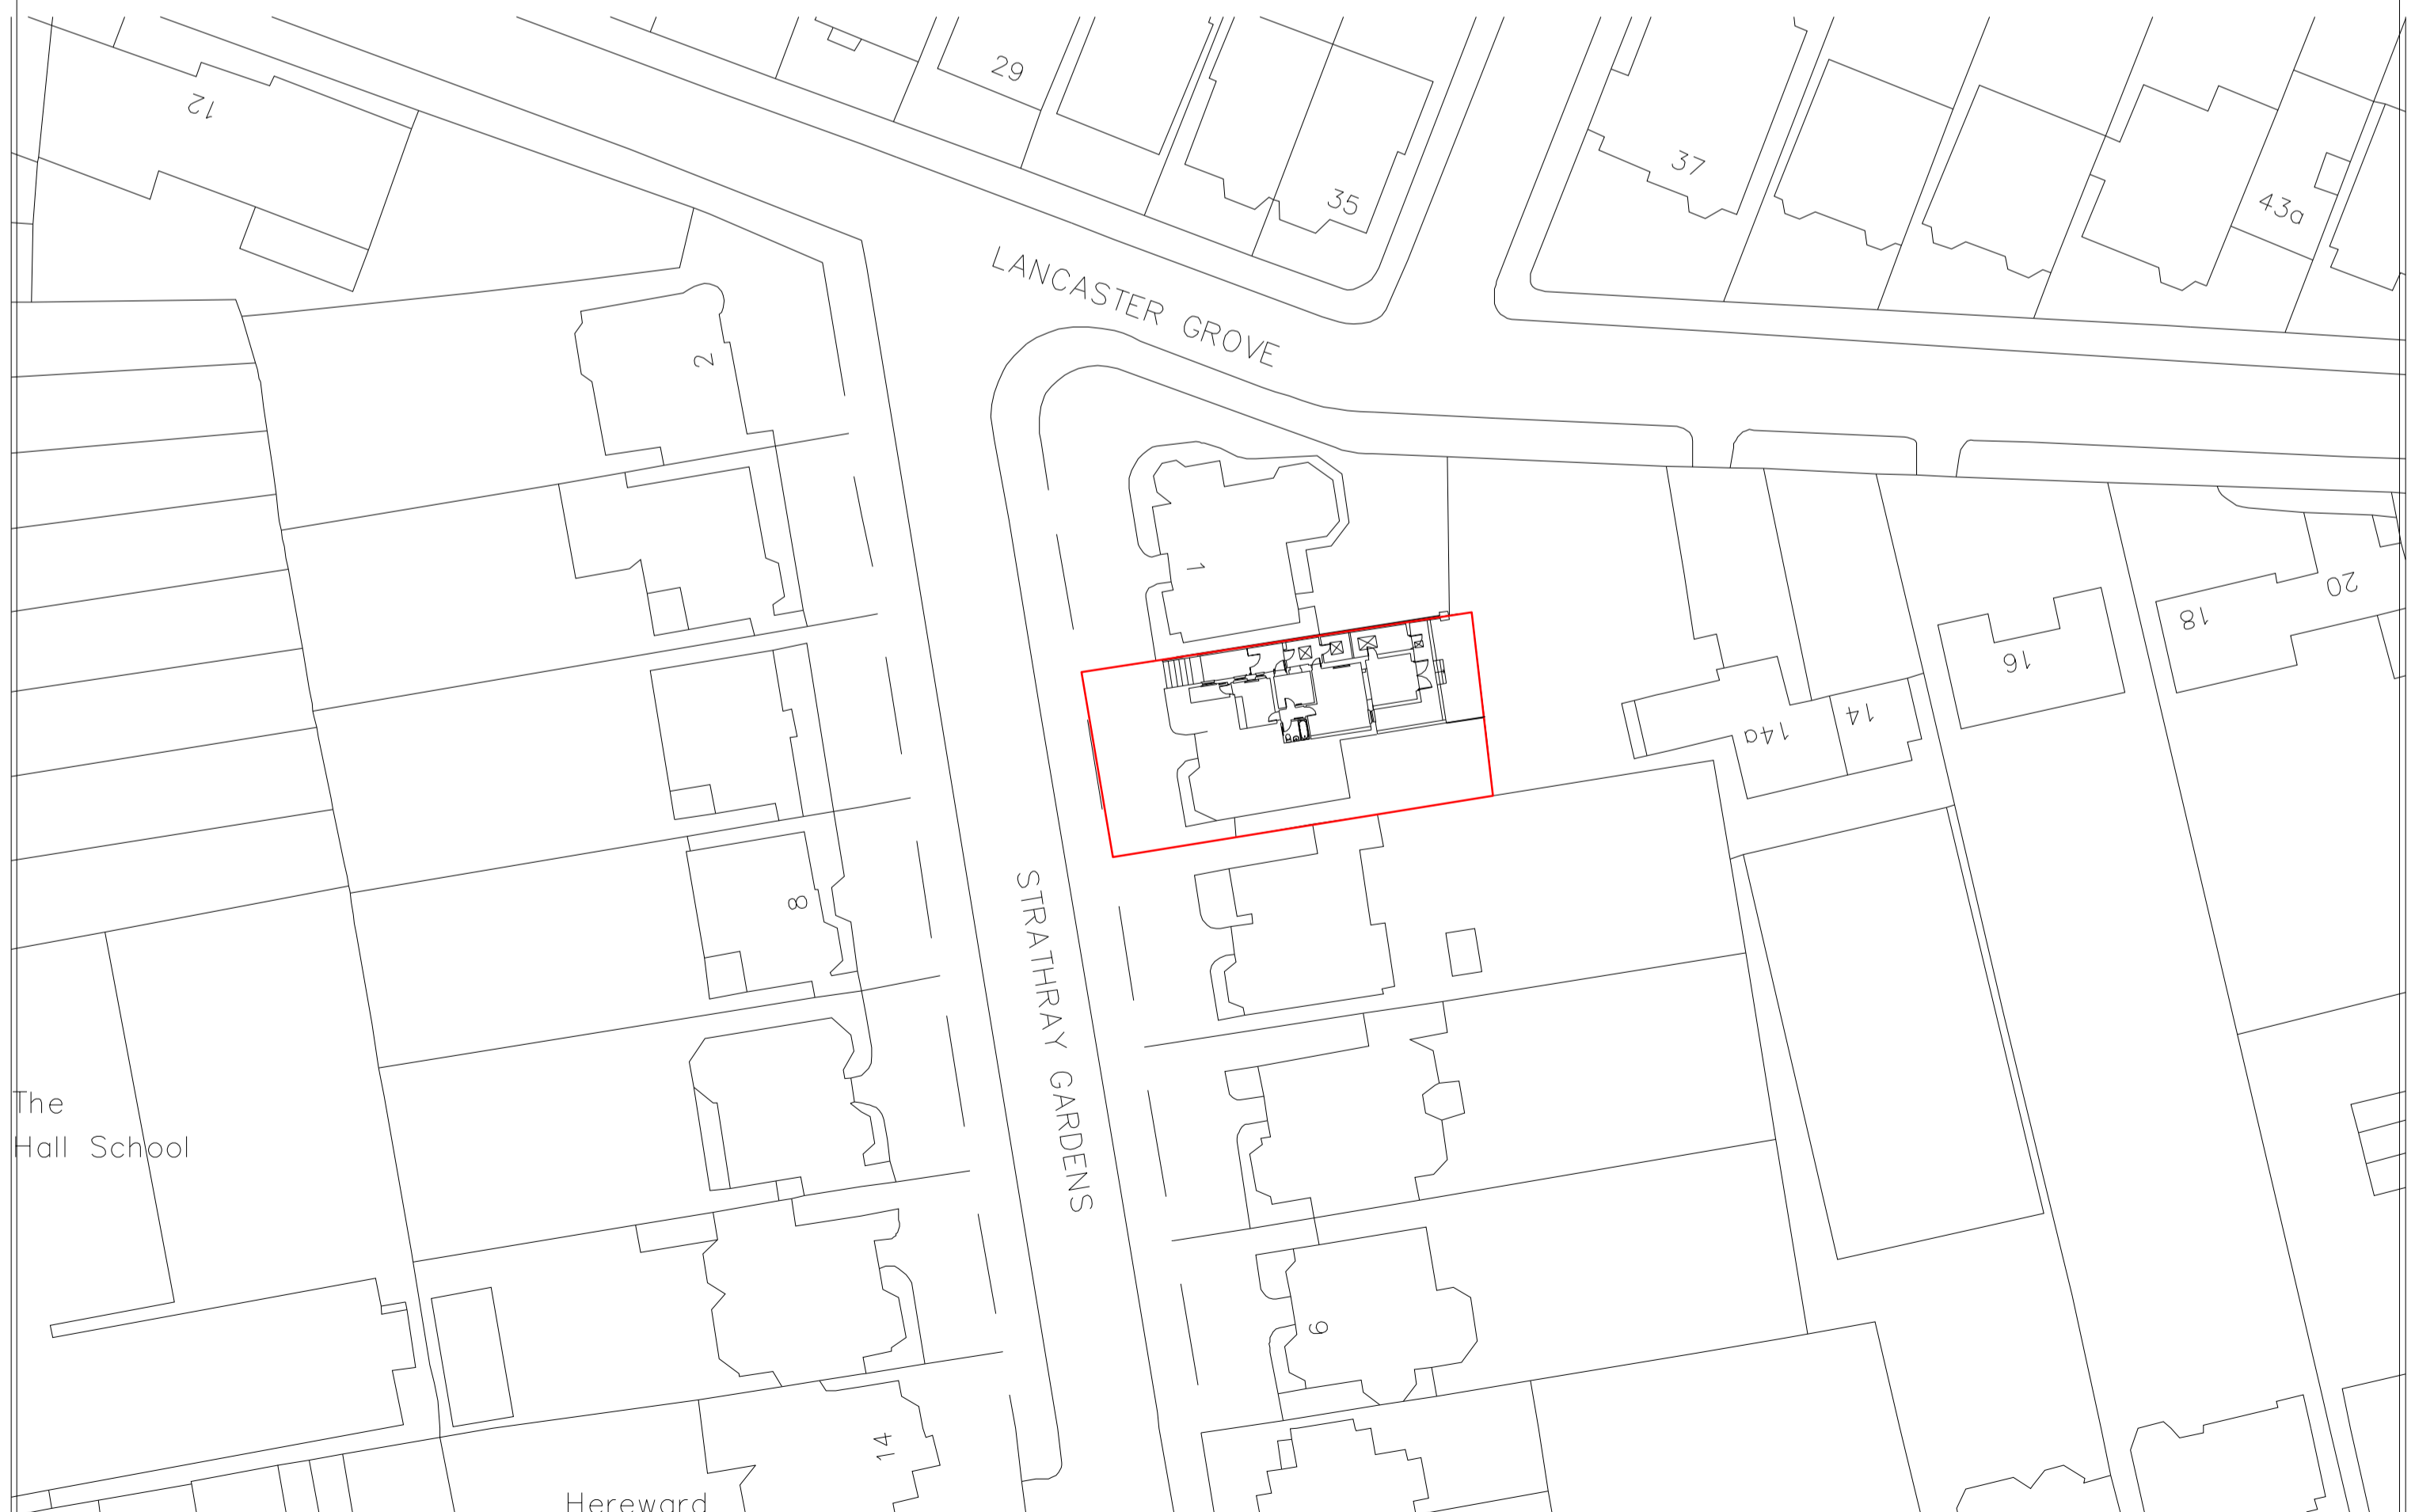 29
12
37
35
43a
LANCASTER GROVE
2
1
20
18
16
14
14a
8
STRATHRAY GARDENS
The
Hall School
9
14
Hereward